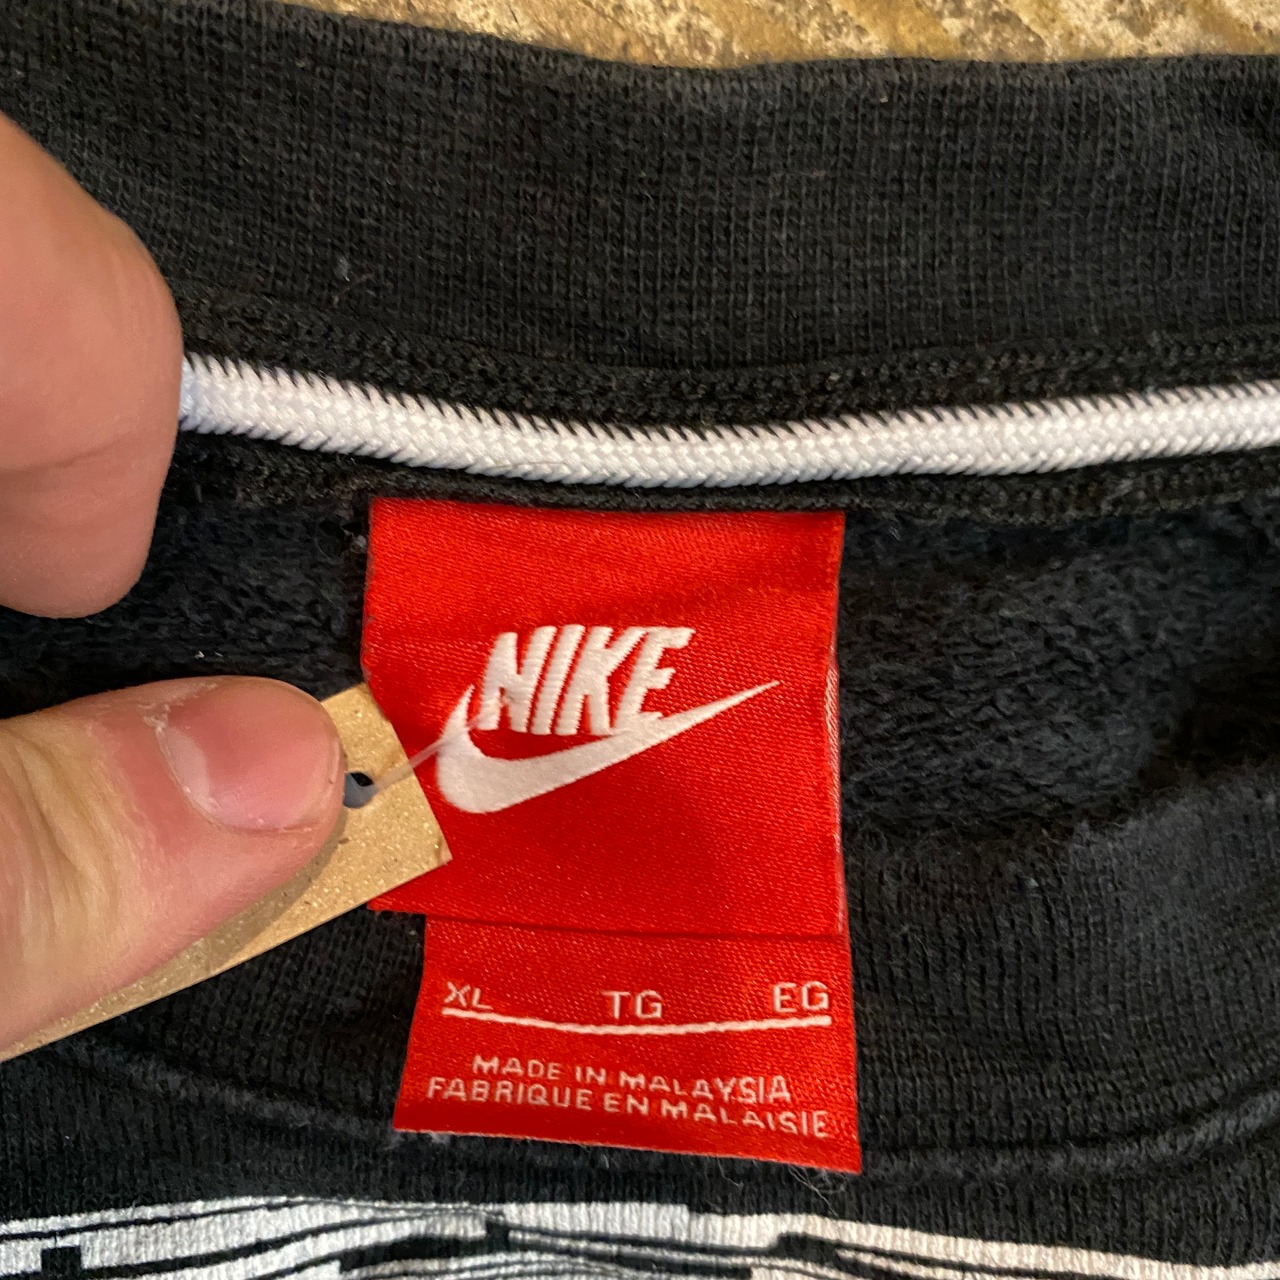 NIKE
XL TG EG
MADE IN MALAYSIA
FABRIQUE EN MALAISIE